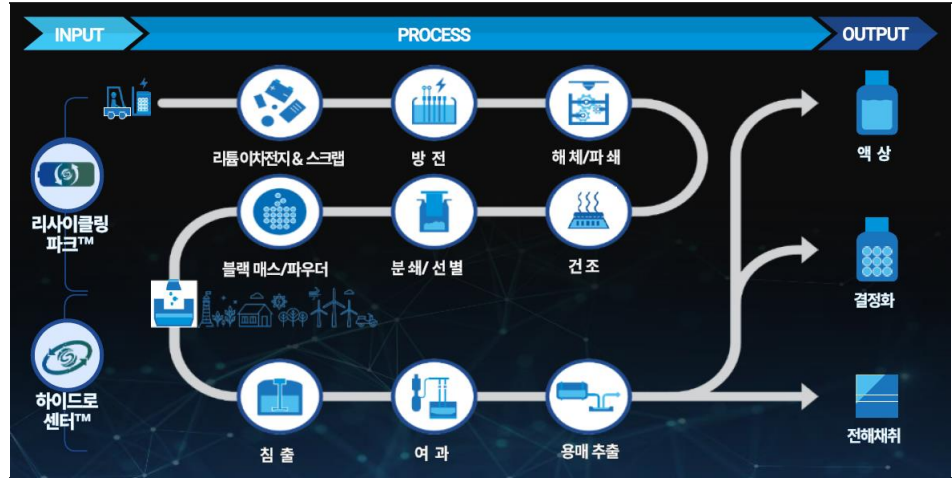 INPUT
PROCESS
OUTPUT
리튬이차전지 & 스크랩
방 전
해 체/파 쇄
액 상
리사이클링
파크™
블랙 매스/파우더
분쇄/ 선 별
건 조
결정화
하이드로
센터™
침 출
여 과
용매 추출
전해채취